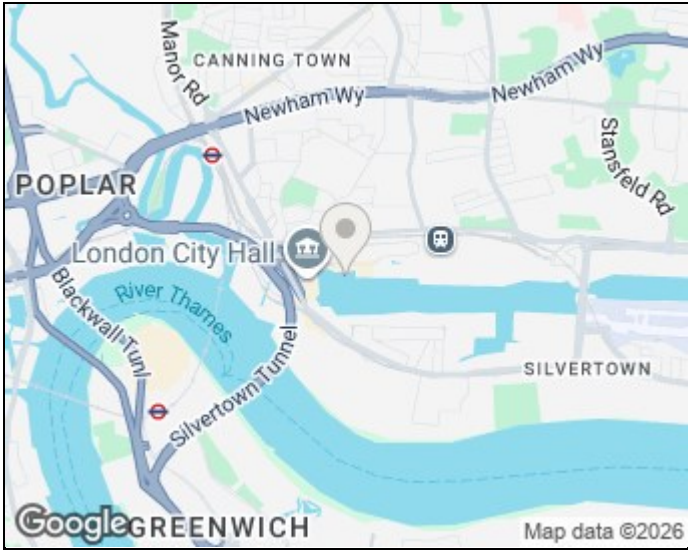 Manor Rd
CANNING TOWN
Newham Wy
Newham Wy
Stansfeld Rd
POPLAR
London City Hall
River Thames
Blackwall Tunl
Silvertown Tunnel
SILVERTOWN
Google
GREENWICH
Map data ©2026